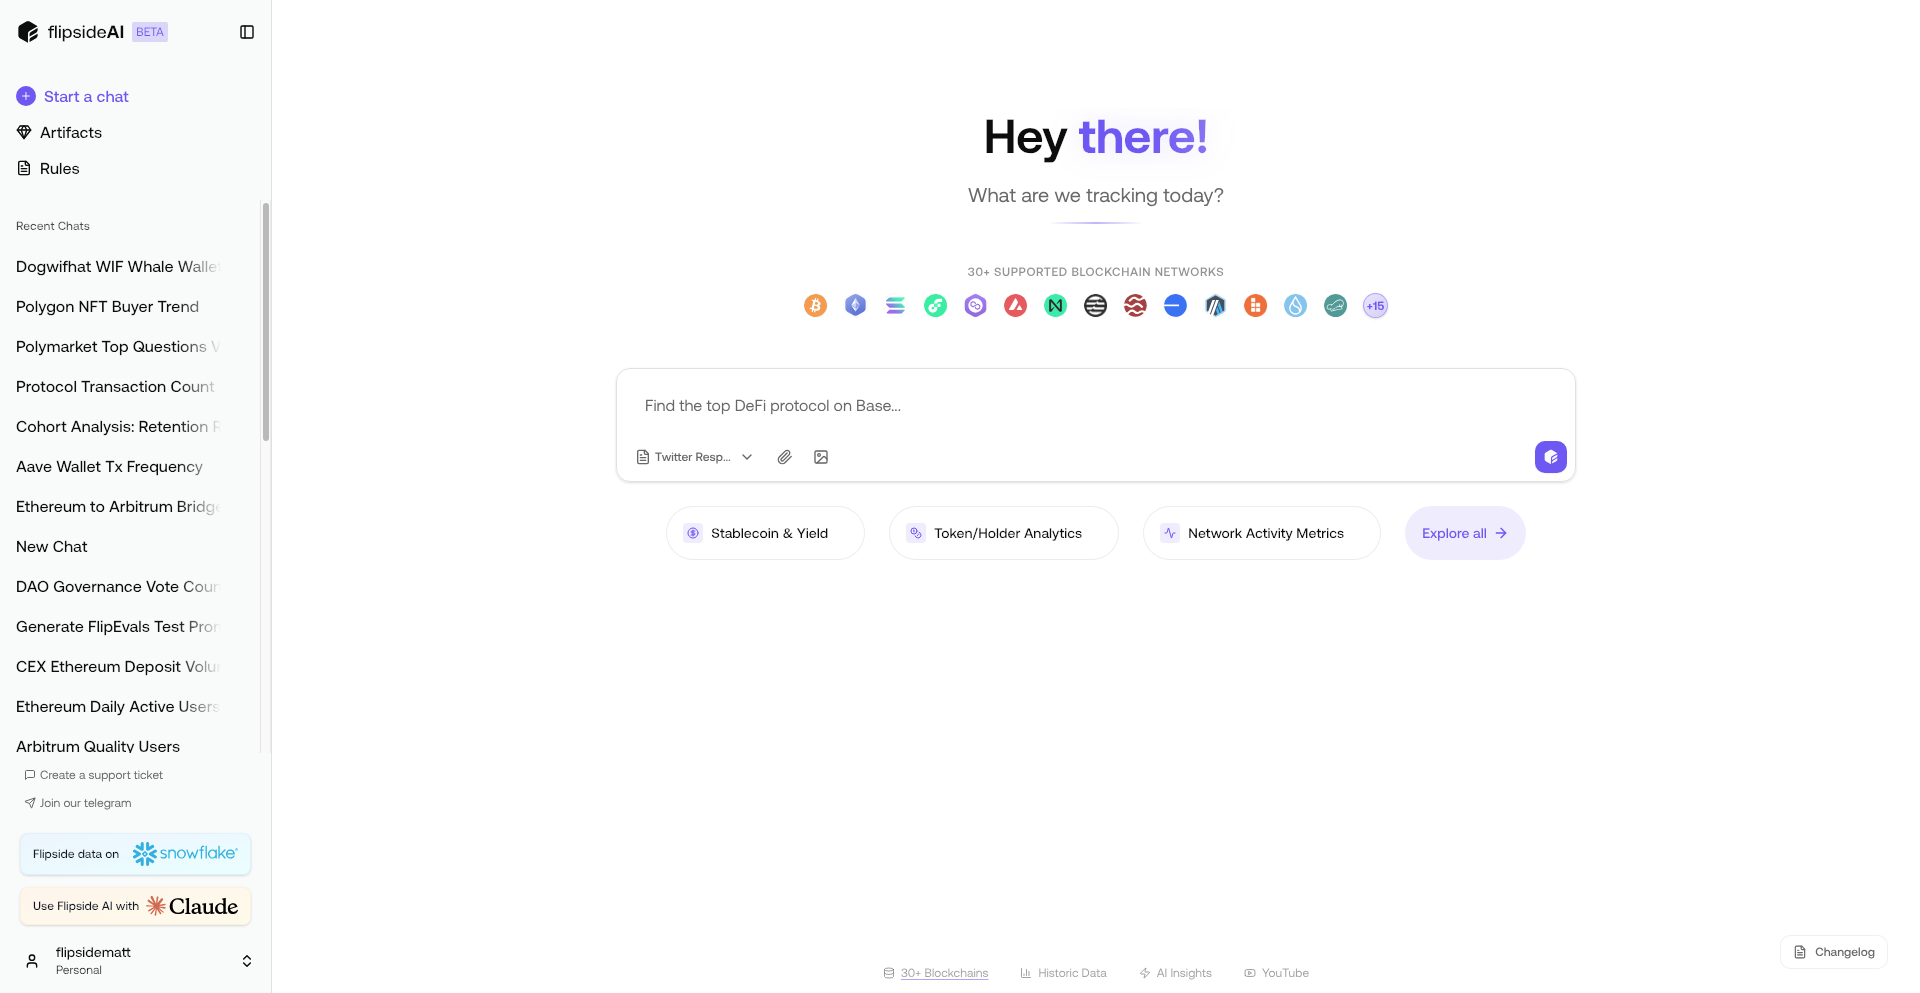 flipsideAI BETA
Start a chat
Artifacts
Rules
Recent Chats
Dogwifhat WIF Whale Wallet
Polygon NFT Buyer Trend
Polymarket Top Questions V
Protocol Transaction Count
Cohort Analysis: Retention R
Aave Wallet Tx Frequency
Ethereum to Arbitrum Bridge
New Chat
DAO Governance Vote Coun
Generate FlipEvals Test Prom
CEX Ethereum Deposit Volum
Ethereum Daily Active Users
Arbitrum Quality Users
Create a support ticket
Join our telegram
Flipside data on snowflake
Use Flipside AI with Claude
flipsidematt
Personal
Hey there!
What are we tracking today?
30+ SUPPORTED BLOCKCHAIN NETWORKS
+15
Find the top DeFi protocol on Base...
Twitter Resp...
Stablecoin & Yield
Token/Holder Analytics
Network Activity Metrics
Explore all
Changelog
30+ Blockchains
Historic Data
AI Insights
YouTube